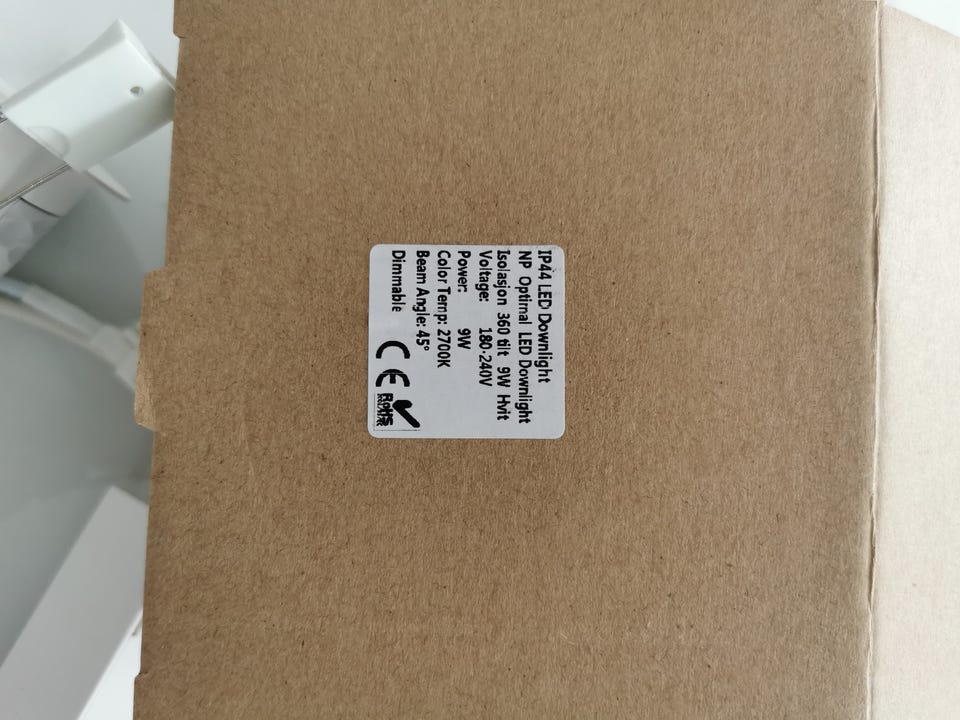 IP44 LED Downlight
NP Optimal LED Downlight
Isolasjon 360 tilt 9W Hvit
Voltage: 180-240V
Power: 9W
Color Temp: 2700K
Beam Angle: 45°
Dimmable
CE
RoHS